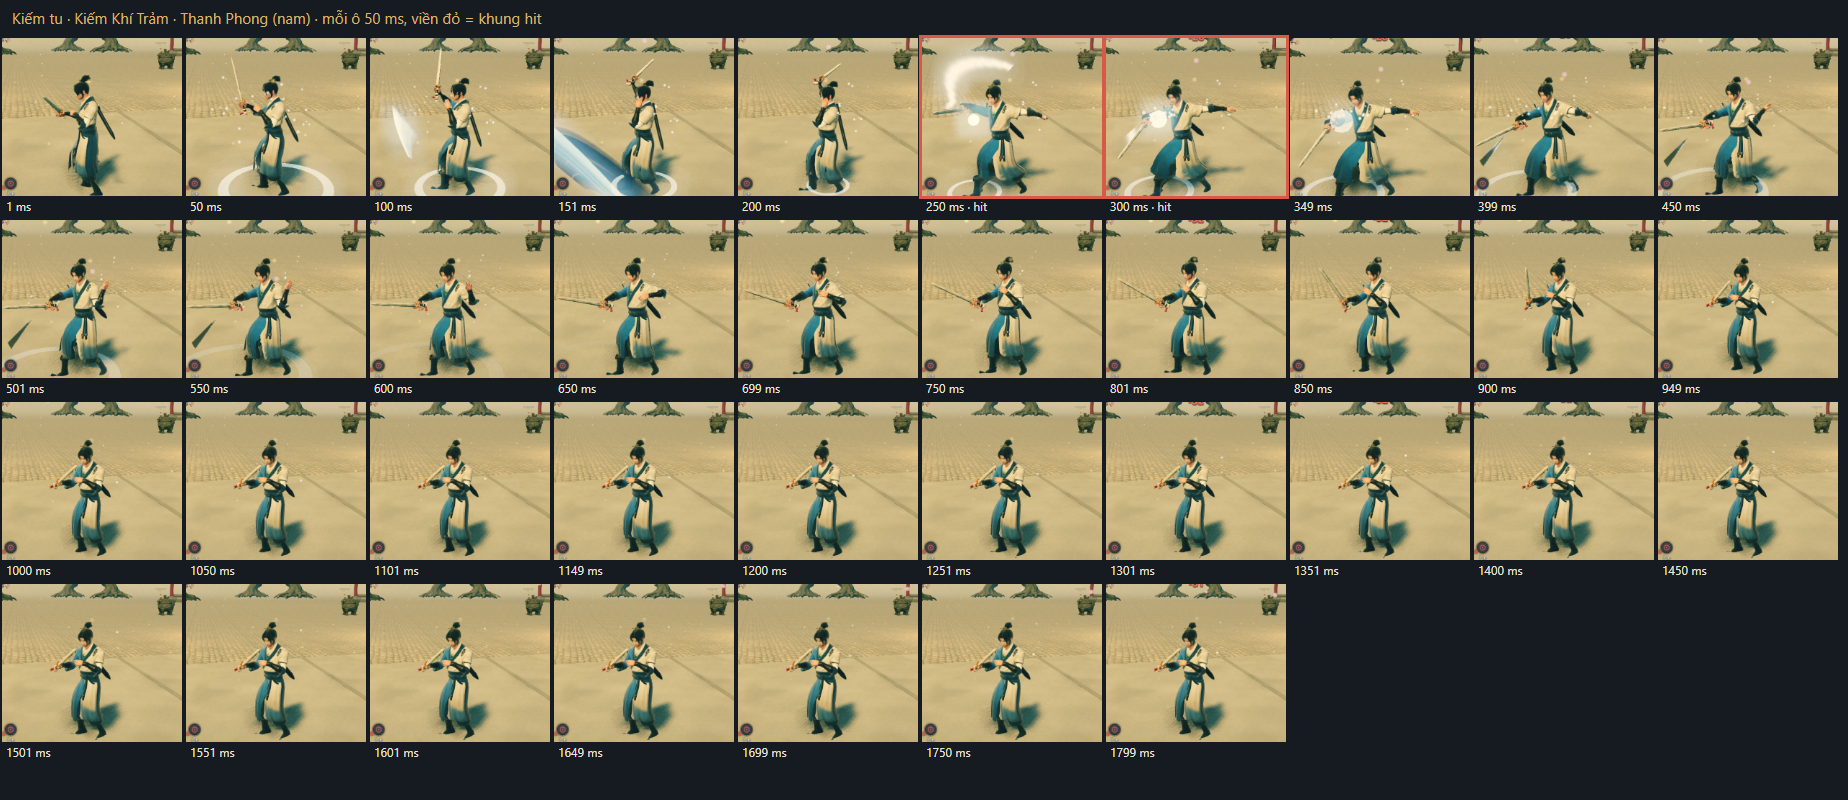 Kiếm tu · Kiếm Khí Trảm · Thanh Phong (nam) · mỗi ô 50 ms, viền đỏ = khung hit
1 ms
50 ms
100 ms
151 ms
200 ms
250 ms · hit
300 ms · hit
349 ms
399 ms
450 ms
501 ms
550 ms
600 ms
650 ms
699 ms
750 ms
801 ms
850 ms
900 ms
949 ms
1000 ms
1050 ms
1101 ms
1149 ms
1200 ms
1251 ms
1301 ms
1351 ms
1400 ms
1450 ms
1501 ms
1551 ms
1601 ms
1649 ms
1699 ms
1750 ms
1799 ms